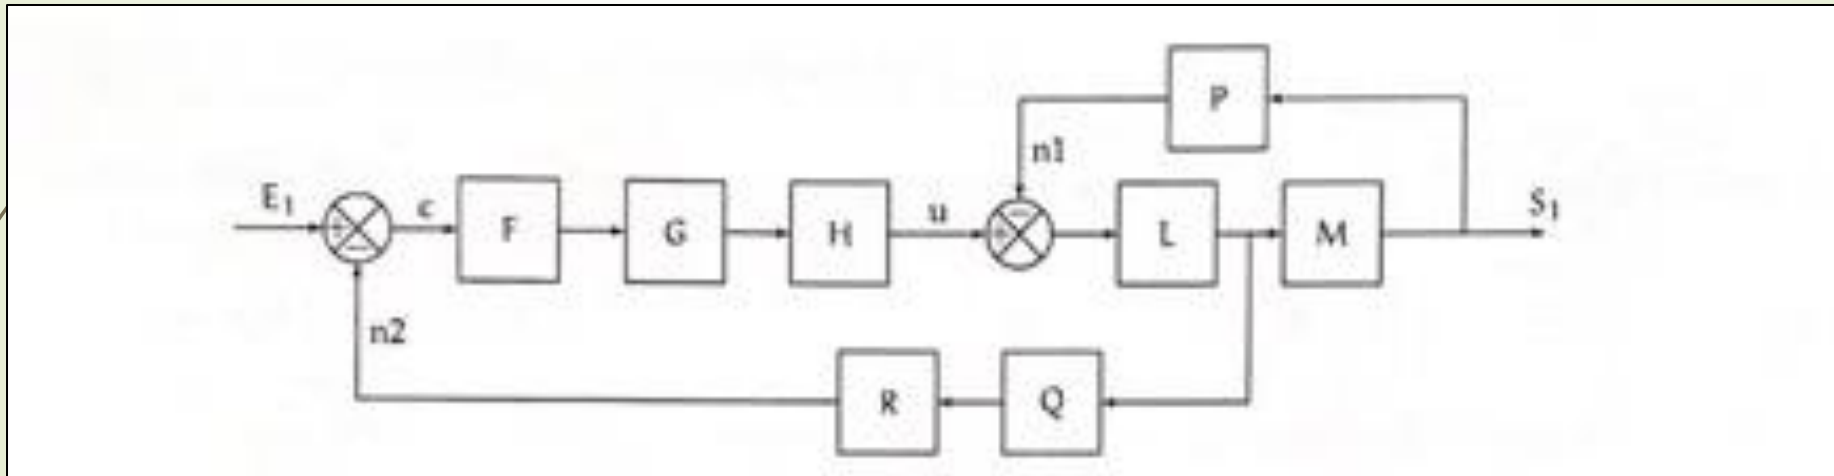 P
n1
E1
ε
F
G
H
u
L
M
S1
+
−
−
+
n2
R
Q